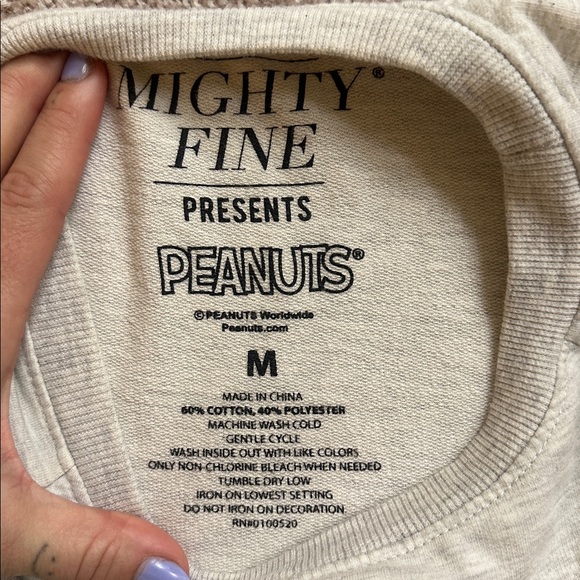 MIGHTY®
FINE
PRESENTS
PEANUTS®
©PEANUTS Worldwide
Peanuts.com
M
MADE IN CHINA
60% COTTON, 40% POLYESTER
MACHINE WASH COLD
GENTLE CYCLE
WASH INSIDE OUT WITH LIKE COLORS
ONLY NON-CHLORINE BLEACH WHEN NEEDED
TUMBLE DRY LOW
IRON ON LOWEST SETTING
DO NOT IRON ON DECORATION.
RN#0100520